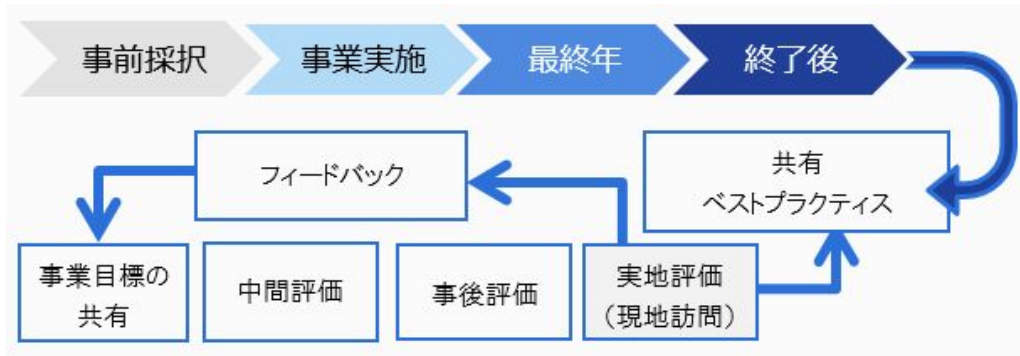 事前採択
事業実施
最終年
終了後
フィードバック
共有
ベストプラクティス
事業目標の
共有
中間評価
事後評価
実地評価
（現地訪問）